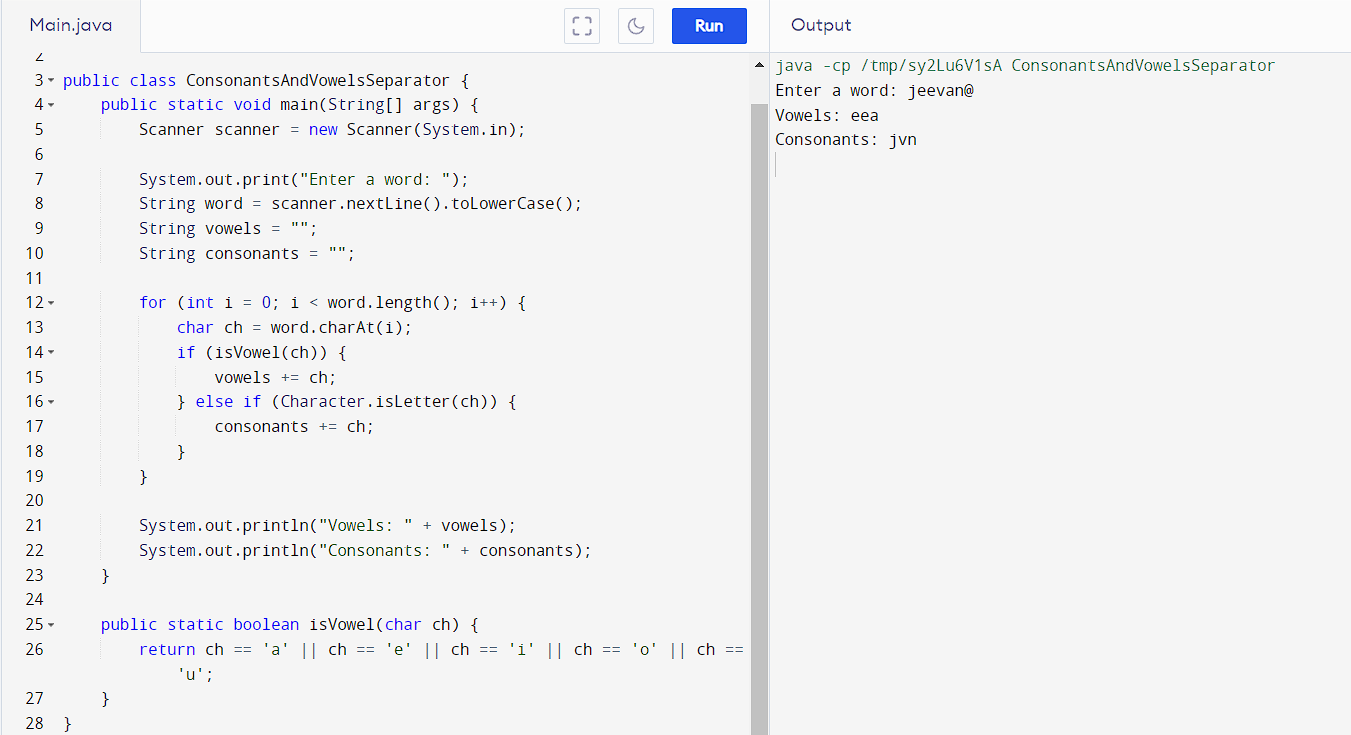 Main.java
Run
Output
2
3 public class ConsonantsAndVowelsSeparator {
4 public static void main(String[] args) {
5 Scanner scanner = new Scanner(System.in);
6
7 System.out.print("Enter a word: ");
8 String word = scanner.nextLine().toLowerCase();
9 String vowels = "";
10 String consonants = "";
11
12 for (int i = 0; i < word.length(); i++) {
13 char ch = word.charAt(i);
14 if (isVowel(ch)) {
15 vowels += ch;
16 } else if (Character.isLetter(ch)) {
17 consonants += ch;
18 }
19 }
20
21 System.out.println("Vowels: " + vowels);
22 System.out.println("Consonants: " + consonants);
23 }
24
25 public static boolean isVowel(char ch) {
26 return ch == 'a' || ch == 'e' || ch == 'i' || ch == 'o' || ch ==
'u';
27 }
28 }
java -cp /tmp/sy2Lu6V1sA ConsonantsAndVowelsSeparator
Enter a word: jeevan@
Vowels: eea
Consonants: jvn